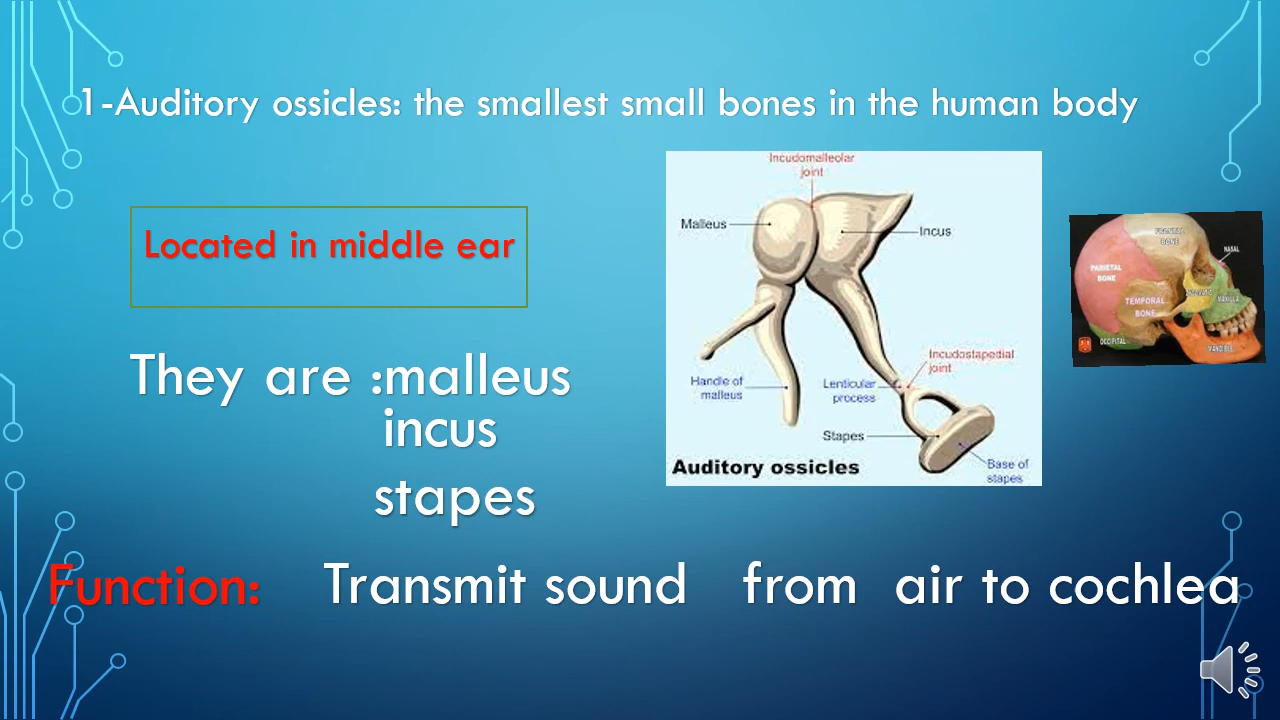 1-Auditory ossicles: the smallest small bones in the human body
Located in middle ear
They are :malleus
incus
stapes
Function: Transmit sound from air to cochlea
Incudomalleolar
joint
Malleus
Incus
Incudostapedial
joint
Handle of
malleus
Lenticular
process
Stapes
Base of
stapes
Auditory ossicles
FRONTAL
BONE
NASAL
PARIETAL
BONE
TEMPORAL
BONE
MAXILLA
OCCIPITAL
MANDIBLE